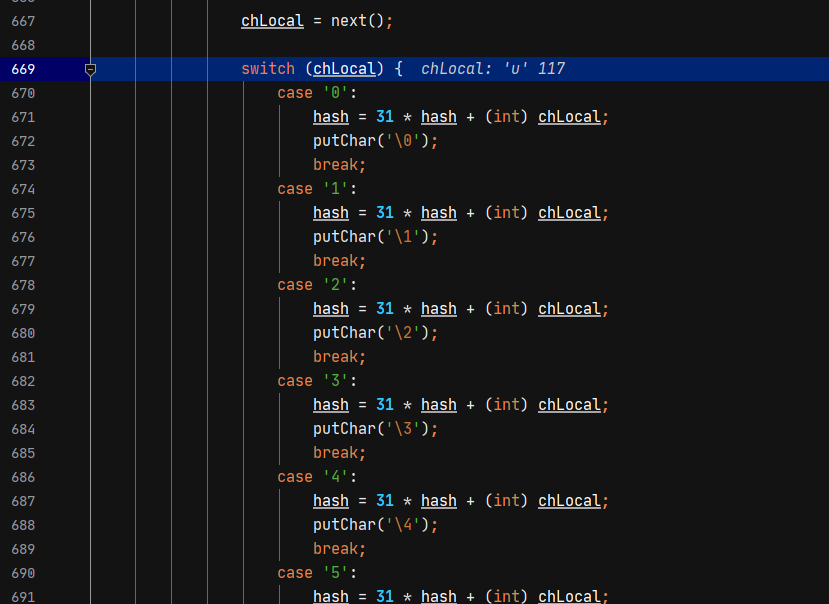 667 chLocal = next();
668
669 switch (chLocal) { chLocal: 'u' 117
670 case '0':
671 hash = 31 * hash + (int) chLocal;
672 putChar('\0');
673 break;
674 case '1':
675 hash = 31 * hash + (int) chLocal;
676 putChar('\1');
677 break;
678 case '2':
679 hash = 31 * hash + (int) chLocal;
680 putChar('\2');
681 break;
682 case '3':
683 hash = 31 * hash + (int) chLocal;
684 putChar('\3');
685 break;
686 case '4':
687 hash = 31 * hash + (int) chLocal;
688 putChar('\4');
689 break;
690 case '5':
691 hash = 31 * hash + (int) chLocal;